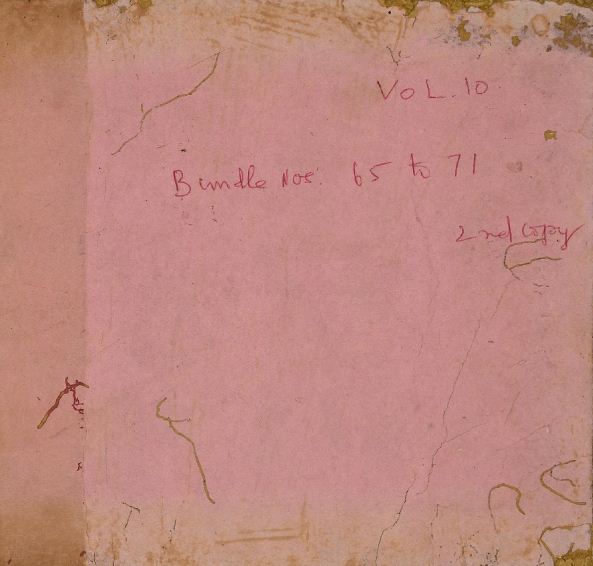 VOL.10
Bundle Nos. 65 to 71
2nd Copy